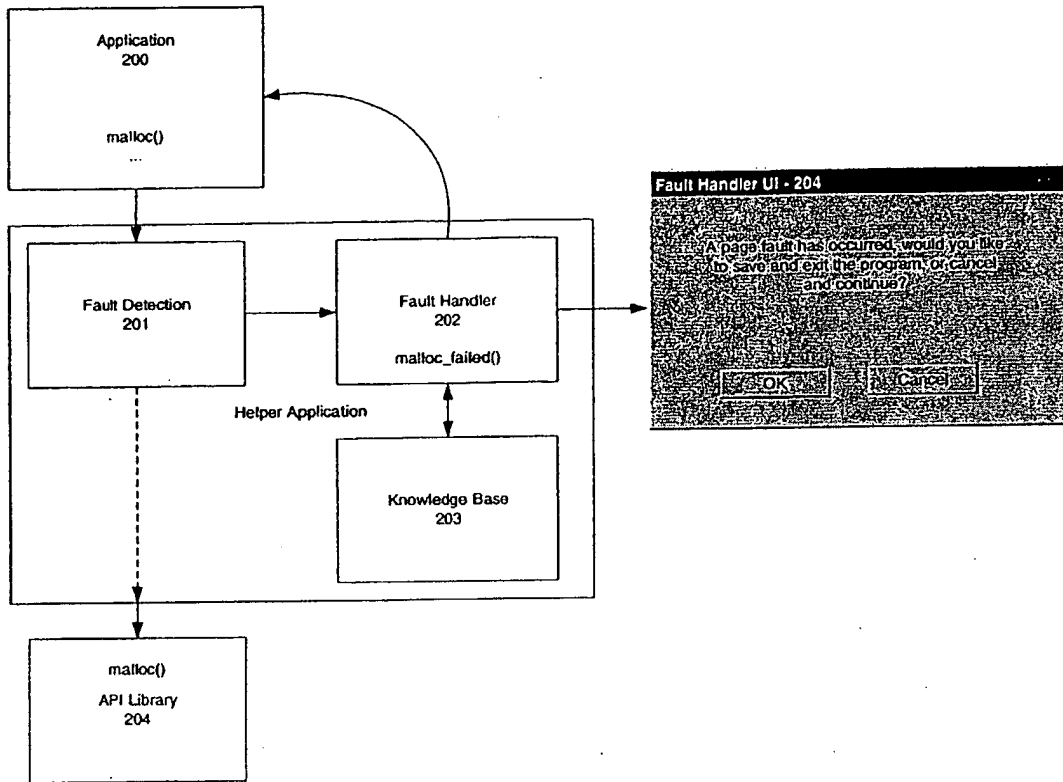 Application
200
malloc()
...
Fault Detection
201
Fault Handler
202
malloc_failed()
Helper Application
Knowledge Base
203
malloc()
API Library
204
Fault Handler UI - 204
A page fault has occurred, would you like
to save and exit the program, or cancel
and continue?
OK
Cancel